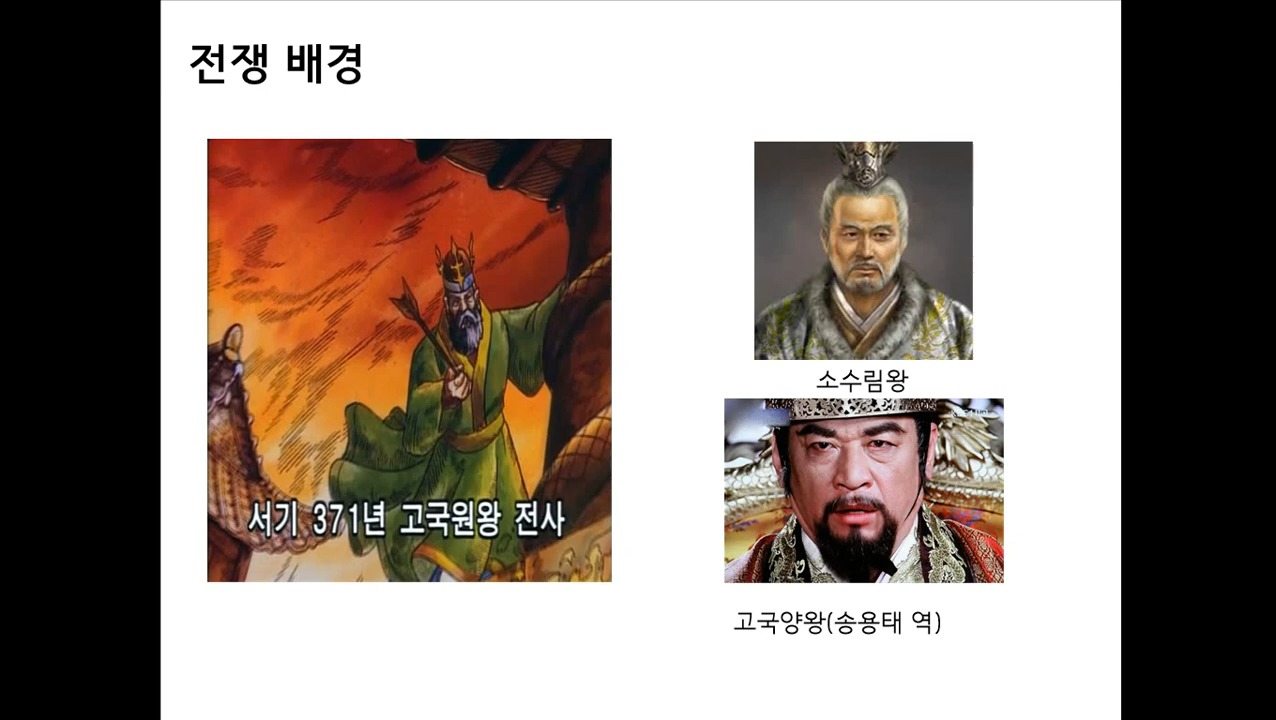 전쟁 배경
서기 371년 고국원왕 전사
소수림왕
고국양왕(송용태 역)